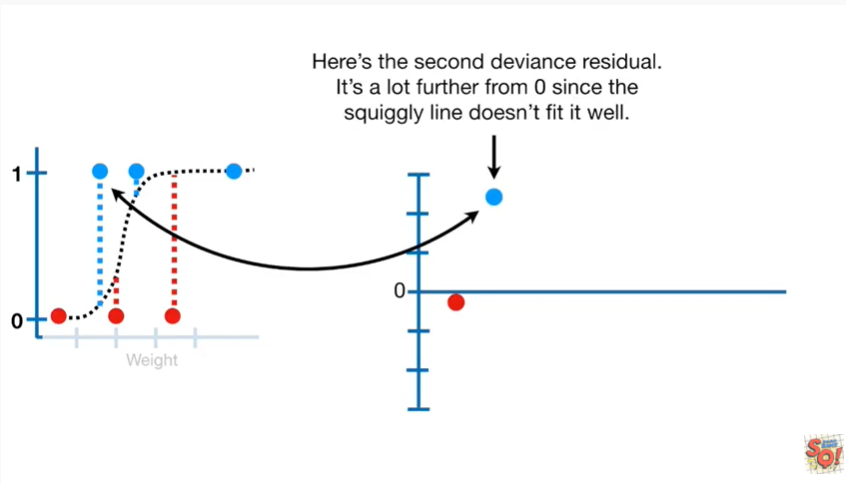 Here's the second deviance residual.
It's a lot further from 0 since the
squiggly line doesn't fit it well.
1
0
Weight
0
SQ!